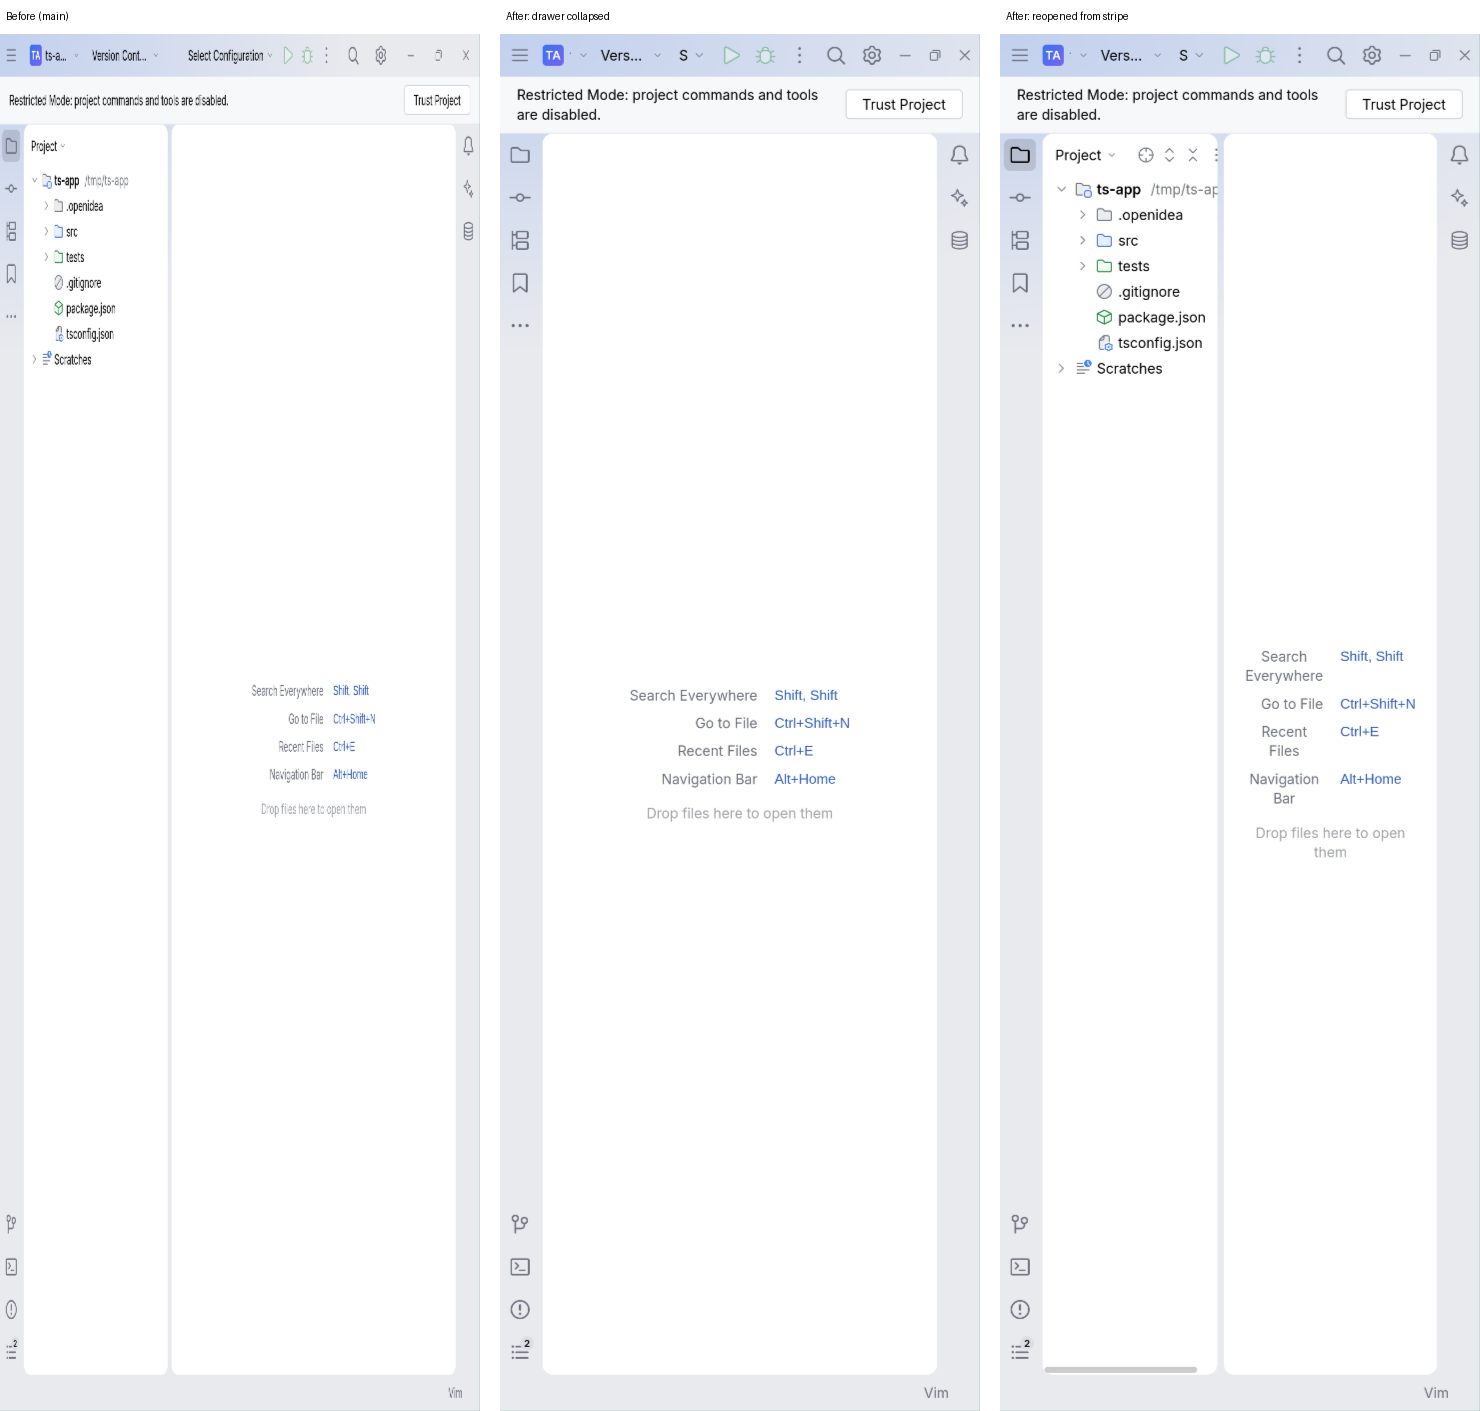 Before (main)
TA ts-a... Version Cont... Select Configuration
Restricted Mode: project commands and tools are disabled. Trust Project
Project
ts-app /tmp/ts-app
.openidea
src
tests
.gitignore
package.json
tsconfig.json
Scratches
Search Everywhere Shift, Shift
Go to File Ctrl+Shift+N
Recent Files Ctrl+E
Navigation Bar Alt+Home
Drop files here to open them
2
Vim
After: drawer collapsed
TA Vers... S
Restricted Mode: project commands and tools
are disabled.
Trust Project
Search Everywhere Shift, Shift
Go to File Ctrl+Shift+N
Recent Files Ctrl+E
Navigation Bar Alt+Home
Drop files here to open them
2
Vim
After: reopened from stripe
TA Vers... S
Restricted Mode: project commands and tools
are disabled.
Trust Project
Project
ts-app /tmp/ts-ap
.openidea
src
tests
.gitignore
package.json
tsconfig.json
Scratches
Search Shift, Shift
Everywhere
Go to File Ctrl+Shift+N
Recent Ctrl+E
Files
Navigation Alt+Home
Bar
Drop files here to open
them
2
Vim